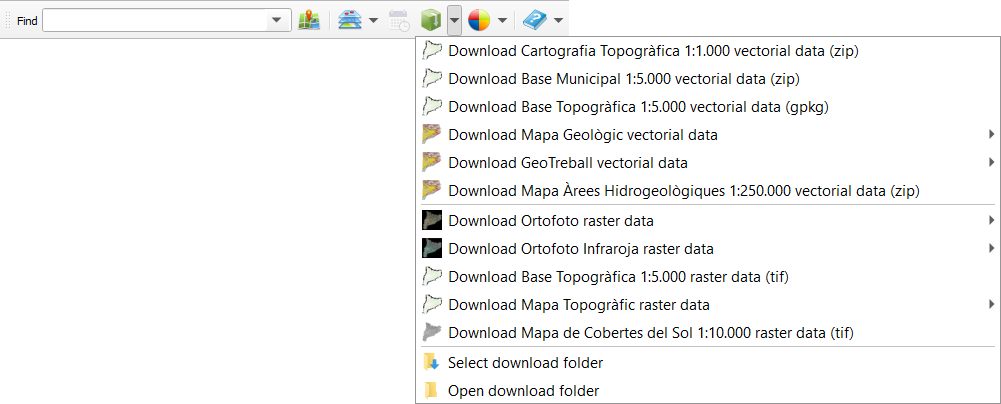 Find
Download Cartografia Topogràfica 1:1.000 vectorial data (zip)
Download Base Municipal 1:5.000 vectorial data (zip)
Download Base Topogràfica 1:5.000 vectorial data (gpkg)
Download Mapa Geològic vectorial data
Download GeoTreball vectorial data
Download Mapa Àrees Hidrogeològiques 1:250.000 vectorial data (zip)
Download Ortofoto raster data
Download Ortofoto Infraroja raster data
Download Base Topogràfica 1:5.000 raster data (tif)
Download Mapa Topogràfic raster data
Download Mapa de Cobertes del Sol 1:10.000 raster data (tif)
Select download folder
Open download folder